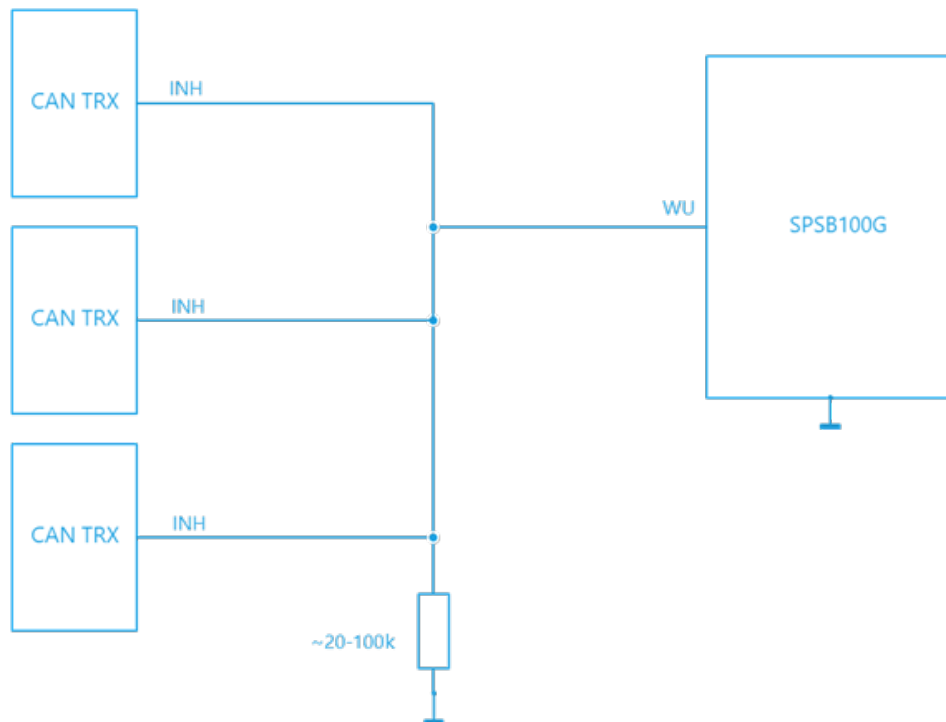 CAN TRX
INH
WU
SPSB100G
CAN TRX
INH
CAN TRX
INH
~20-100k